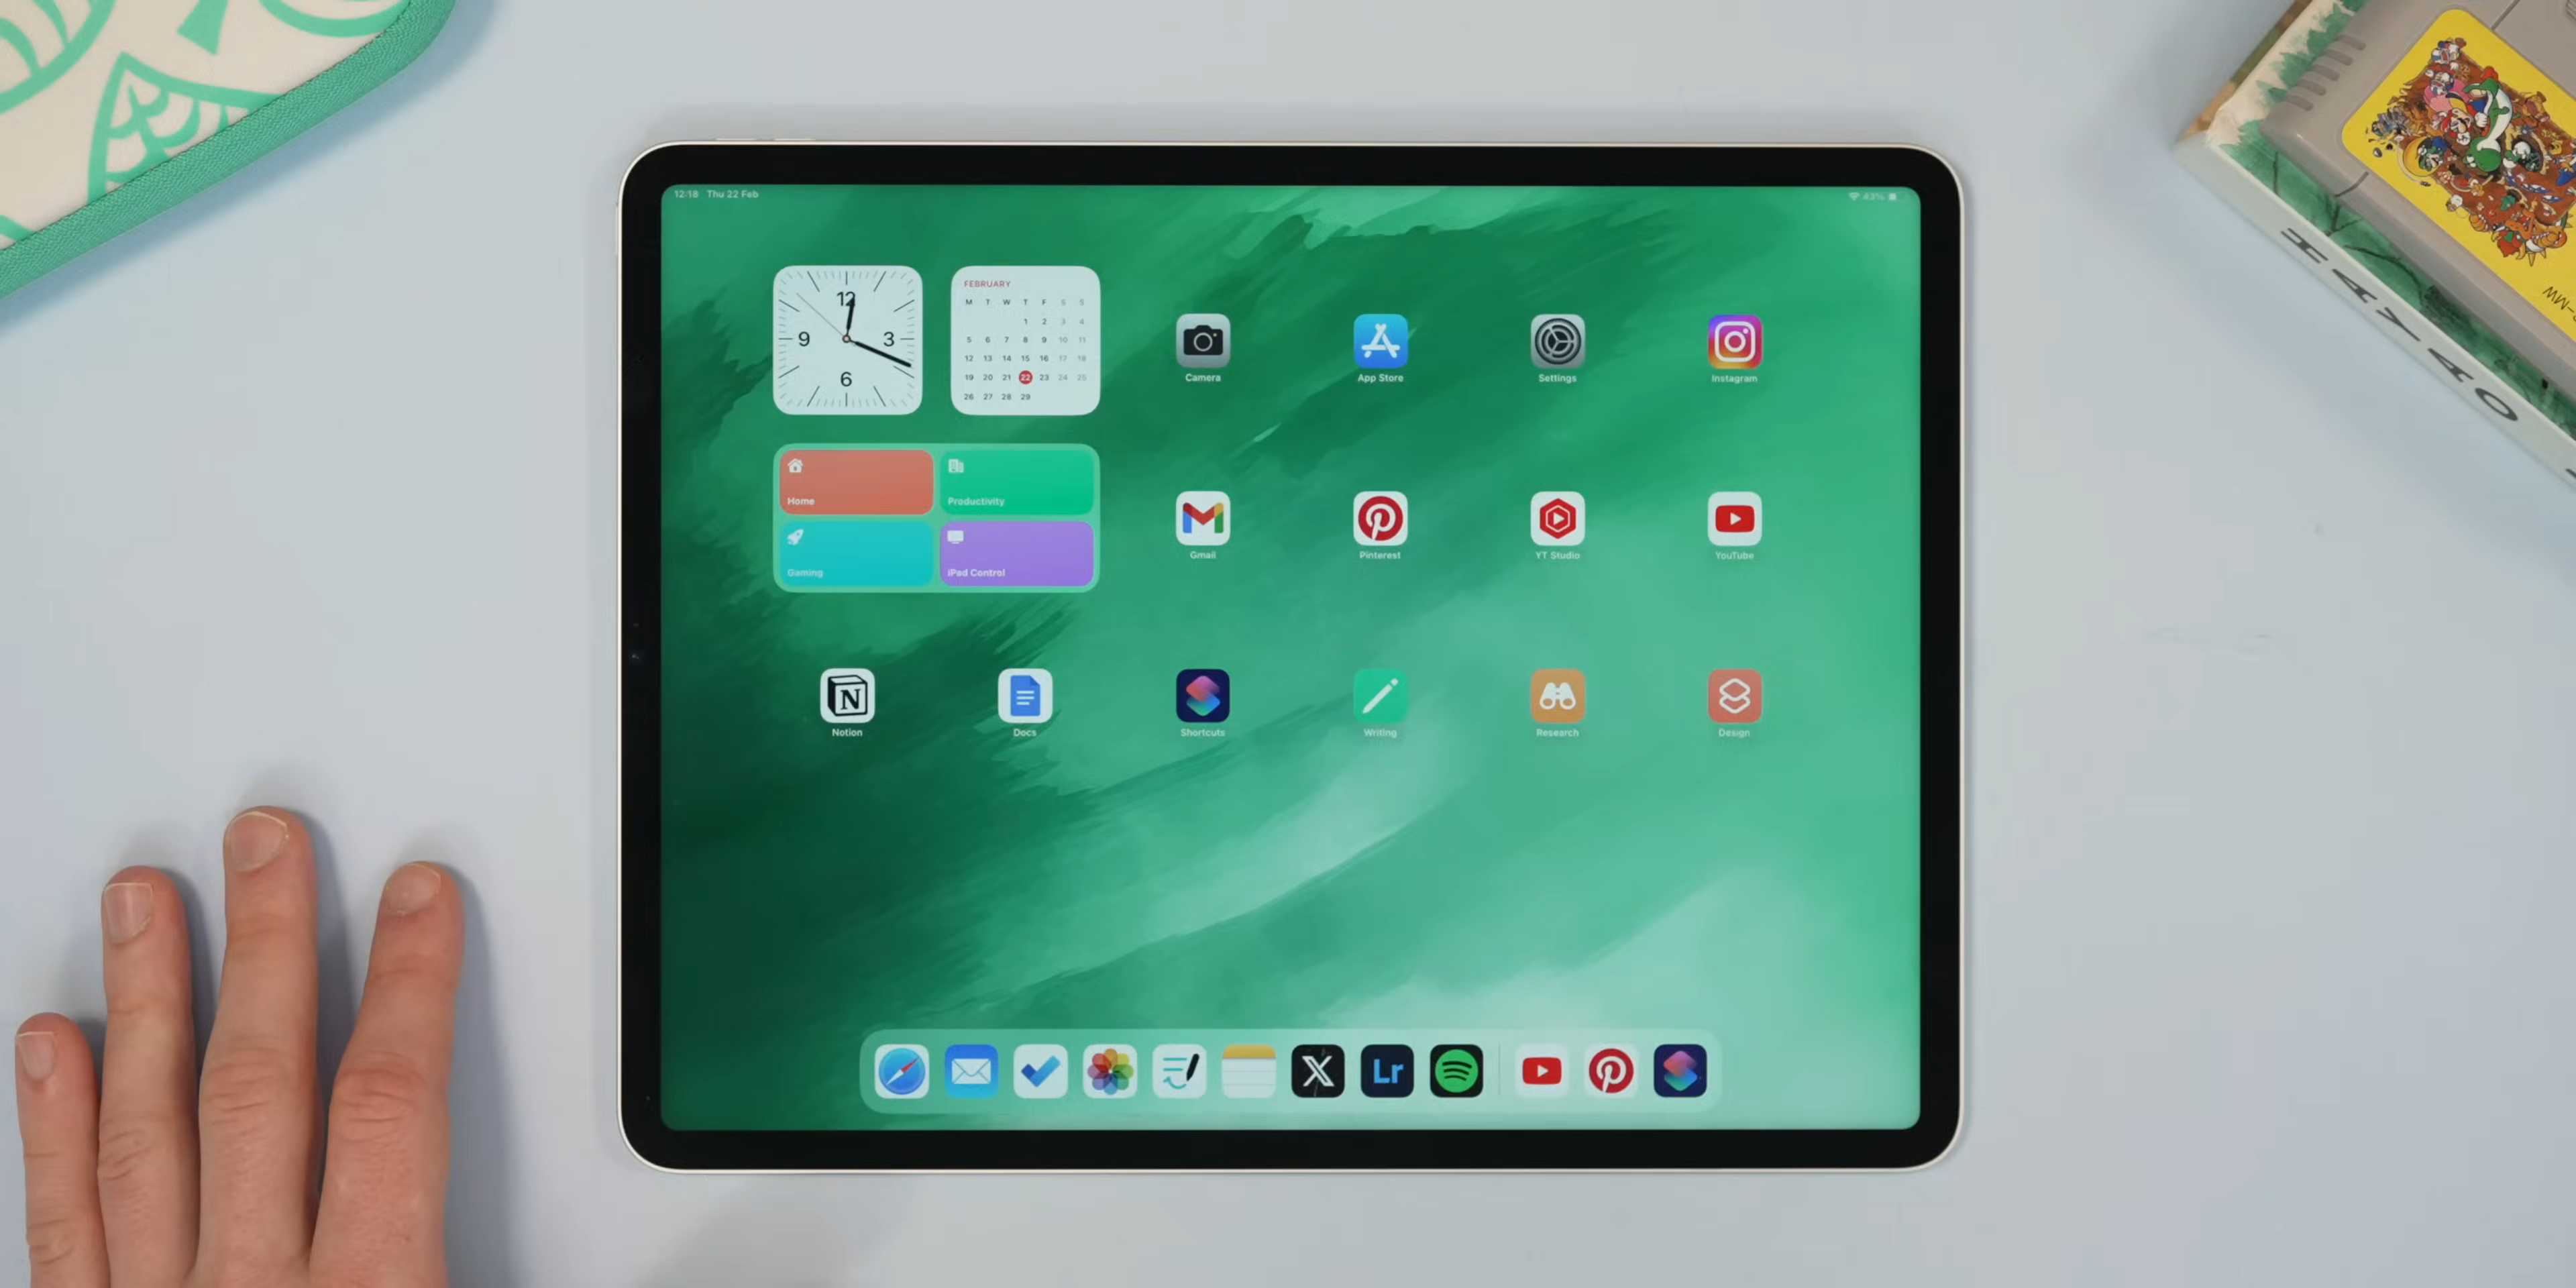 12:18 Thu 22 Feb
43%
12
9 3
6
FEBRUARY
M T W T F S S
1 2 3 4
5 6 7 8 9 10 11
12 13 14 15 16 17 18
19 20 21 22 23 24 25
26 27 28 29
Camera
App Store
Settings
Instagram
Home
Productivity
Gaming
iPad Control
Gmail
Pinterest
YT Studio
YouTube
N
Notion
Docs
Shortcuts
Writing
Research
Design
X
Lr
HAYAO